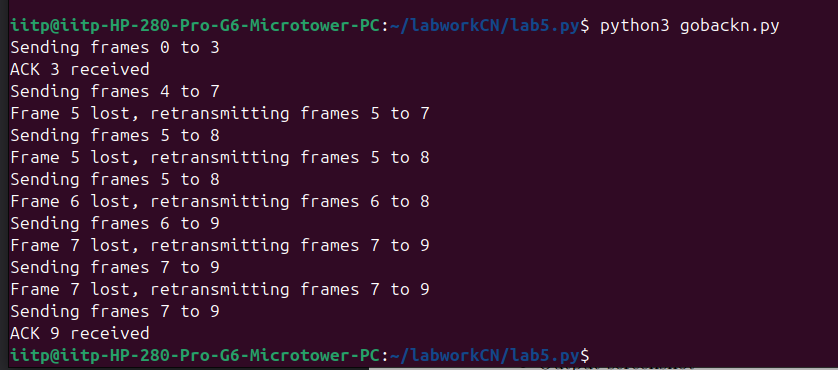 iitp@iitp-HP-280-Pro-G6-Microtower-PC:~/labworkCN/lab5.py$ python3 gobackn.py
Sending frames 0 to 3
ACK 3 received
Sending frames 4 to 7
Frame 5 lost, retransmitting frames 5 to 7
Sending frames 5 to 8
Frame 5 lost, retransmitting frames 5 to 8
Sending frames 5 to 8
Frame 6 lost, retransmitting frames 6 to 8
Sending frames 6 to 9
Frame 7 lost, retransmitting frames 7 to 9
Sending frames 7 to 9
Frame 7 lost, retransmitting frames 7 to 9
Sending frames 7 to 9
ACK 9 received
iitp@iitp-HP-280-Pro-G6-Microtower-PC:~/labworkCN/lab5.py$